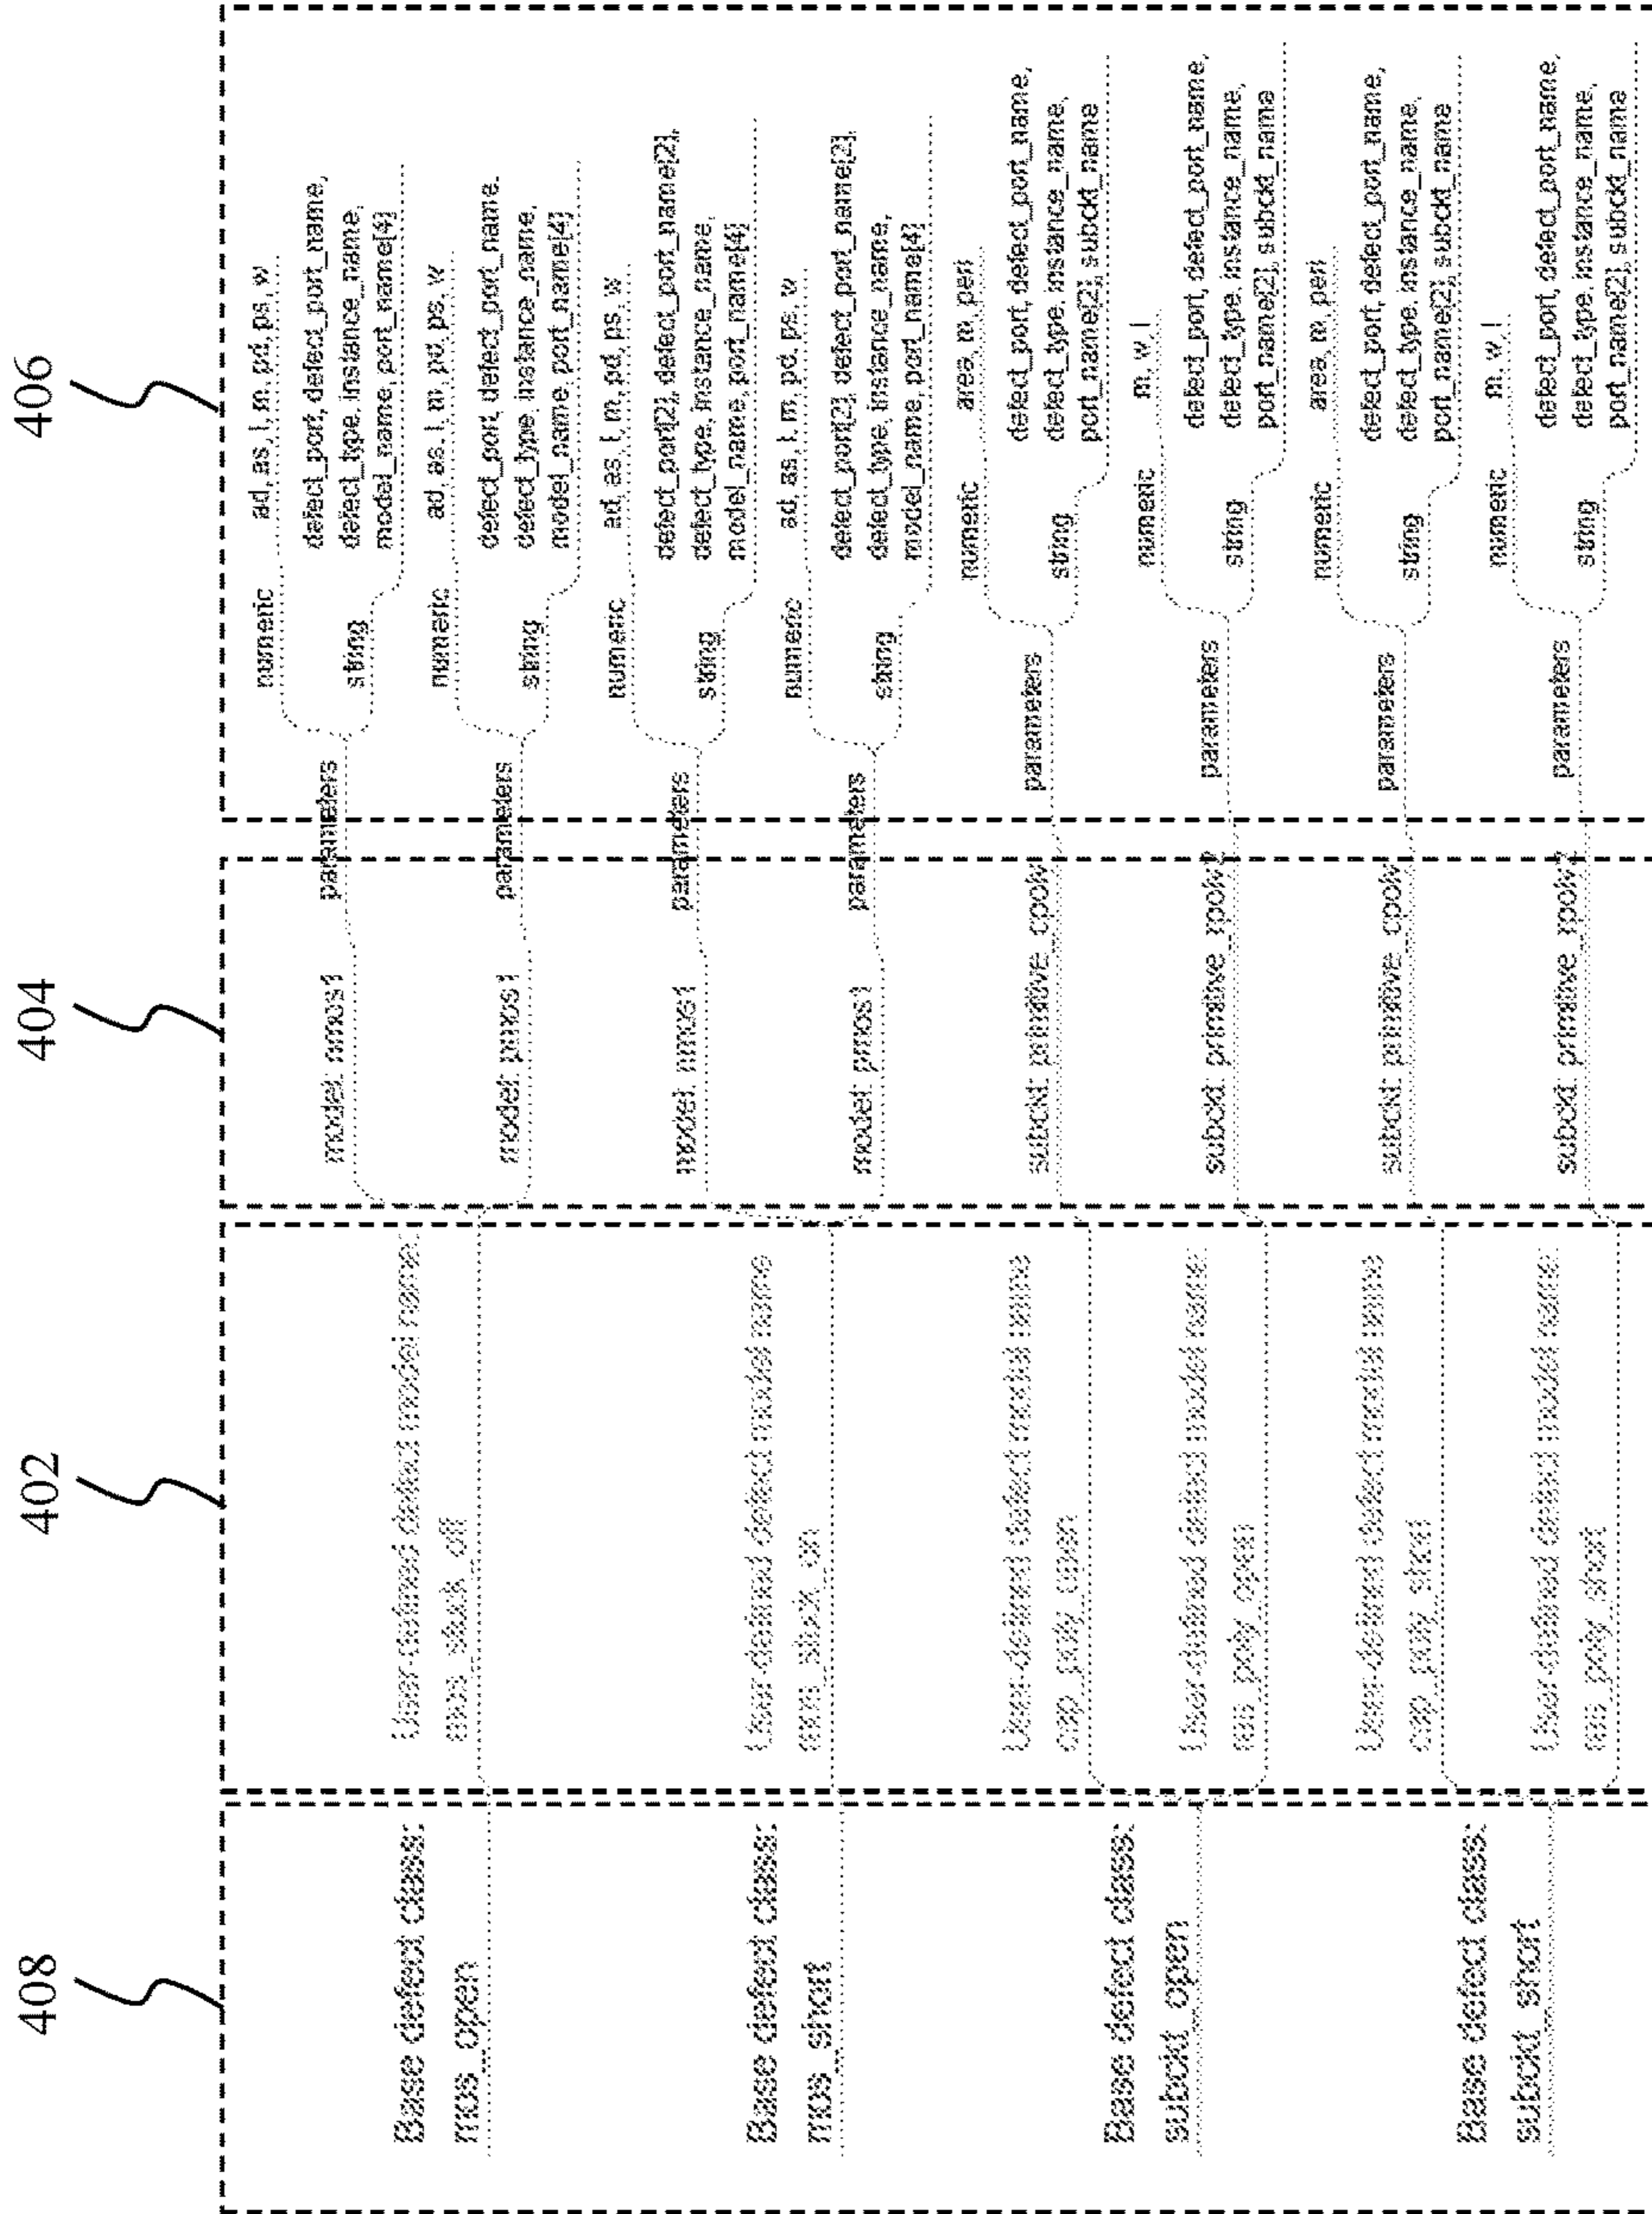 408
402
404
406
Base defect class:
mos_open
User-defined defect model name:
mos_stuck_off
model: nmos1
parameters
numeric
ad, as, l, m, pd, ps, w
string
defect_port, defect_port_name,
defect_type, instance_name,
model_name, port_name[4]
model: pmos1
parameters
numeric
ad, as, l, m, pd, ps, w
string
defect_port, defect_port_name,
defect_type, instance_name,
model_name, port_name[4]
Base defect class:
mos_short
User-defined defect model name
mos_stuck_on
model: nmos1
parameters
numeric
ad, as, l, m, pd, ps, w
string
defect_port[2], defect_port_name[2],
defect_type, instance_name,
model_name, port_name[4]
model: pmos1
parameters
numeric
ad, as, l, m, pd, ps, w
string
defect_port[2], defect_port_name[2],
defect_type, instance_name,
model_name, port_name[4]
Base defect class:
subckt_open
User-defined defect model name
cap_poly_open
subckt: primitive_cpoly
parameters
numeric
area, m, peri
string
defect_port, defect_port_name,
defect_type, instance_name,
port_name[2], subckt_name
User-defined defect model name:
res_poly_open
subckt: primitive_rpoly2
parameters
numeric
m, w, l
string
defect_port, defect_port_name,
defect_type, instance_name,
port_name[2], subckt_name
Base defect class:
subckt_short
User-defined defect model name
cap_poly_short
subckt: primitive_cpoly
parameters
numeric
area, m, peri
string
defect_port, defect_port_name,
defect_type, instance_name,
port_name[2], subckt_name
User-defined defect model name:
res_poly_short
subckt: primitive_rpoly2
parameters
numeric
m, w, l
string
defect_port, defect_port_name,
defect_type, instance_name,
port_name[2], subckt_name